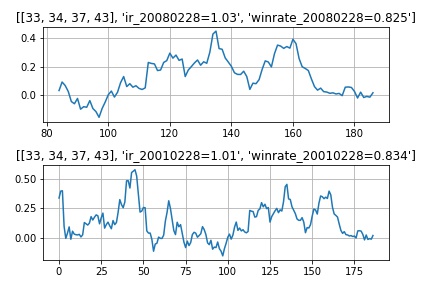 [[33, 34, 37, 43], 'ir_20080228=1.03', 'winrate_20080228=0.825']
0.4
0.2
0.0
80 100 120 140 160 180
[[33, 34, 37, 43], 'ir_20010228=1.01', 'winrate_20010228=0.834']
0.50
0.25
0.00
0 25 50 75 100 125 150 175